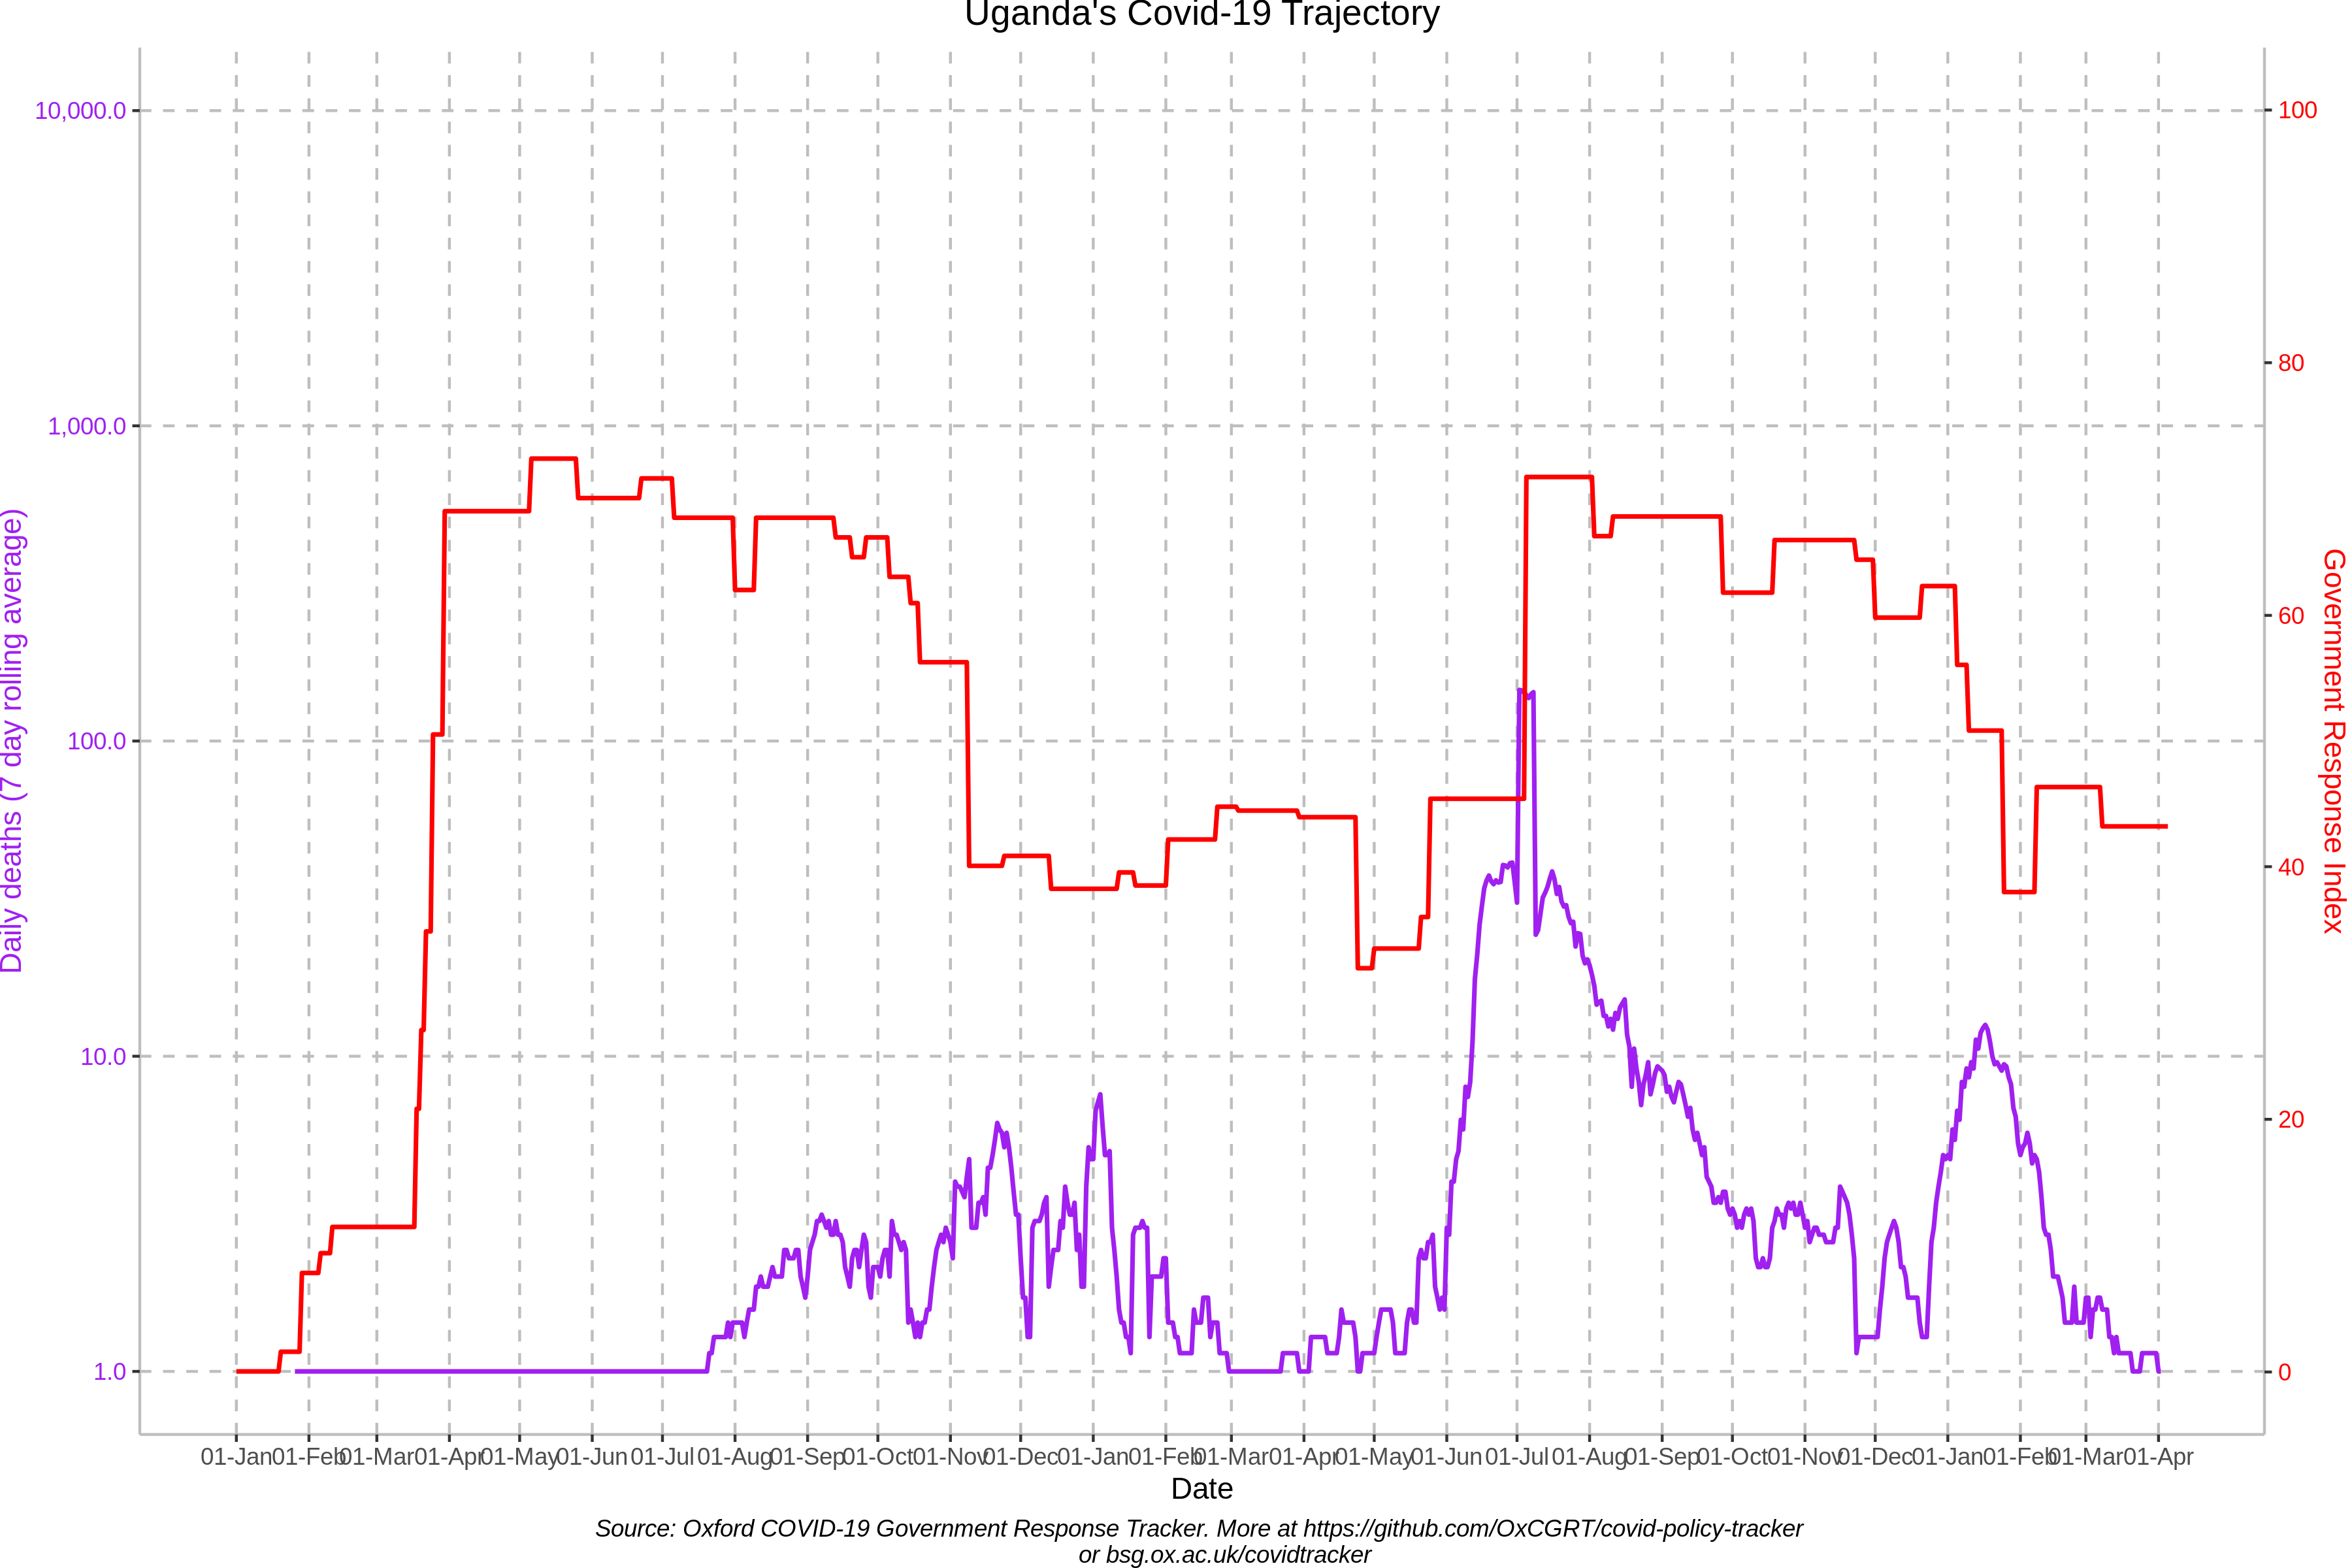 Uganda's Covid-19 Trajectory
10,000.0
1,000.0
100.0
10.0
1.0
Daily deaths (7 day rolling average)
100
80
60
40
20
0
Government Response Index
01-Jan 01-Feb 01-Mar 01-Apr 01-May 01-Jun 01-Jul 01-Aug 01-Sep 01-Oct 01-Nov 01-Dec 01-Jan 01-Feb 01-Mar 01-Apr 01-May 01-Jun 01-Jul 01-Aug 01-Sep 01-Oct 01-Nov 01-Dec 01-Jan 01-Feb 01-Mar 01-Apr
Date
Source: Oxford COVID-19 Government Response Tracker. More at https://github.com/OxCGRT/covid-policy-tracker
or bsg.ox.ac.uk/covidtracker